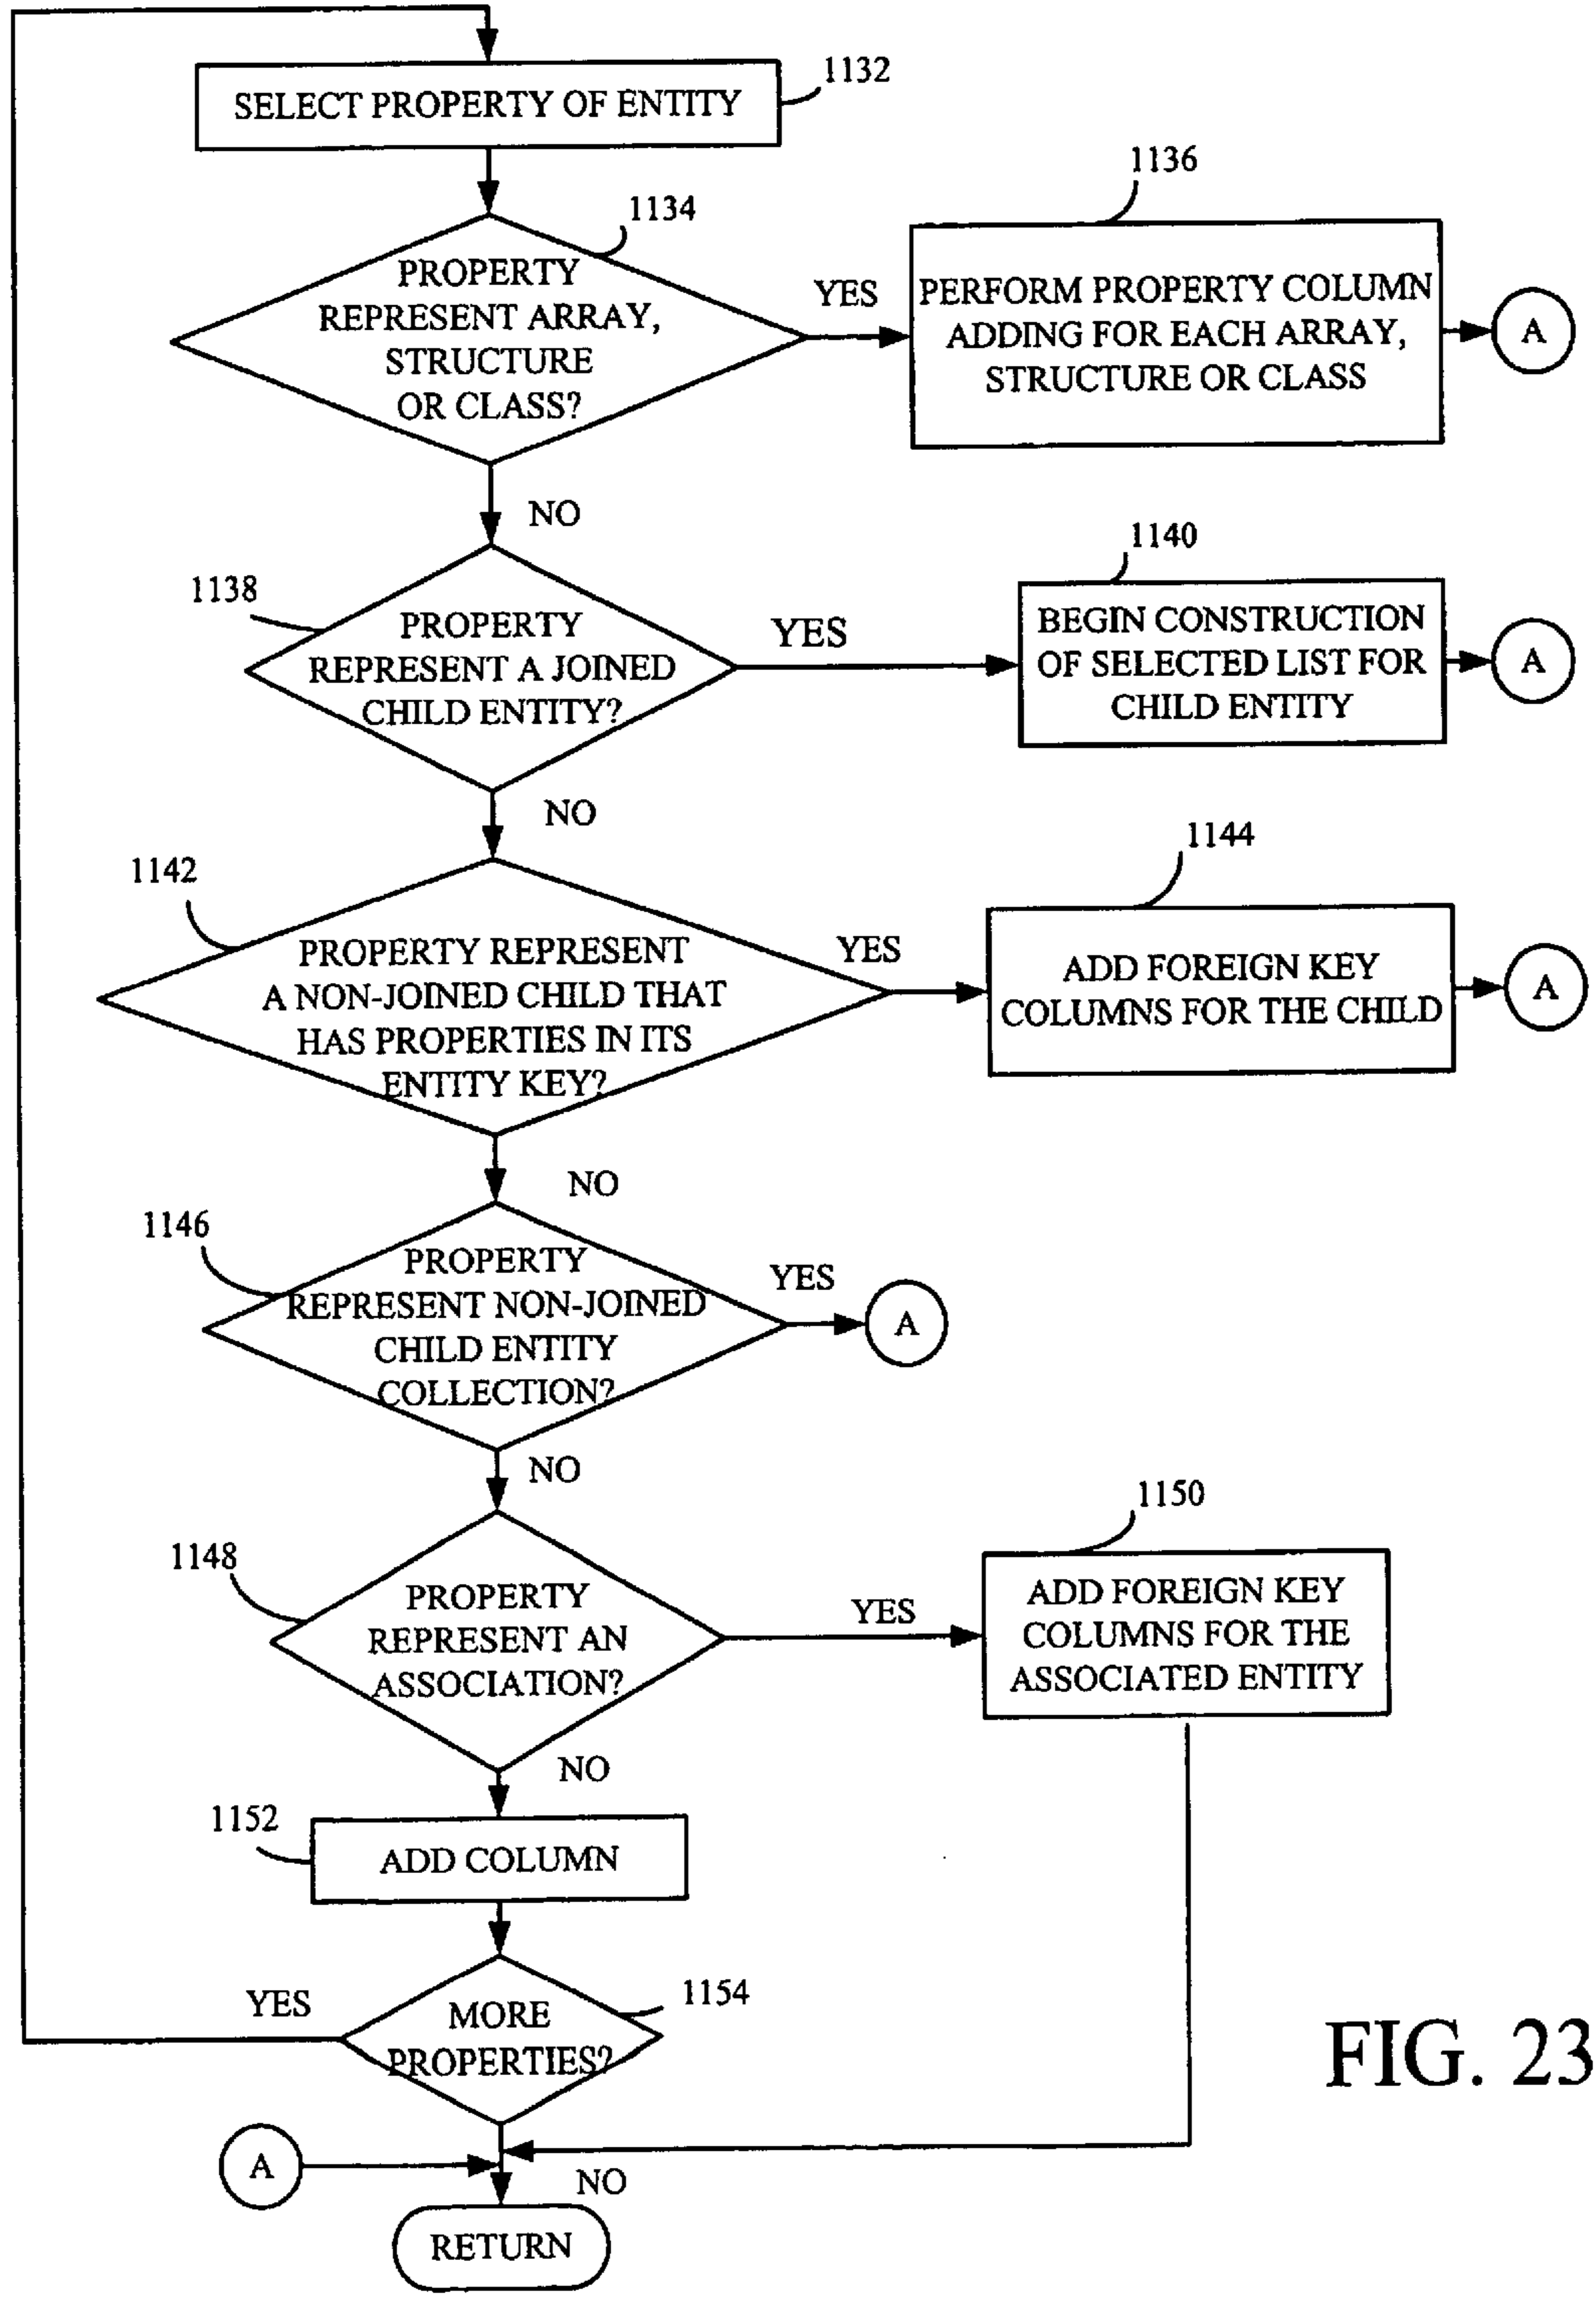 1132
SELECT PROPERTY OF ENTITY
1134
PROPERTY
REPRESENT ARRAY,
STRUCTURE
OR CLASS?
YES
1136
PERFORM PROPERTY COLUMN
ADDING FOR EACH ARRAY,
STRUCTURE OR CLASS
A
NO
1138
PROPERTY
REPRESENT A JOINED
CHILD ENTITY?
YES
1140
BEGIN CONSTRUCTION
OF SELECTED LIST FOR
CHILD ENTITY
A
NO
1142
PROPERTY REPRESENT
A NON-JOINED CHILD THAT
HAS PROPERTIES IN ITS
ENTITY KEY?
YES
1144
ADD FOREIGN KEY
COLUMNS FOR THE CHILD
A
NO
1146
PROPERTY
REPRESENT NON-JOINED
CHILD ENTITY
COLLECTION?
YES
A
NO
1148
PROPERTY
REPRESENT AN
ASSOCIATION?
YES
1150
ADD FOREIGN KEY
COLUMNS FOR THE
ASSOCIATED ENTITY
NO
1152
ADD COLUMN
YES
MORE
PROPERTIES?
1154
A
NO
RETURN
FIG. 23